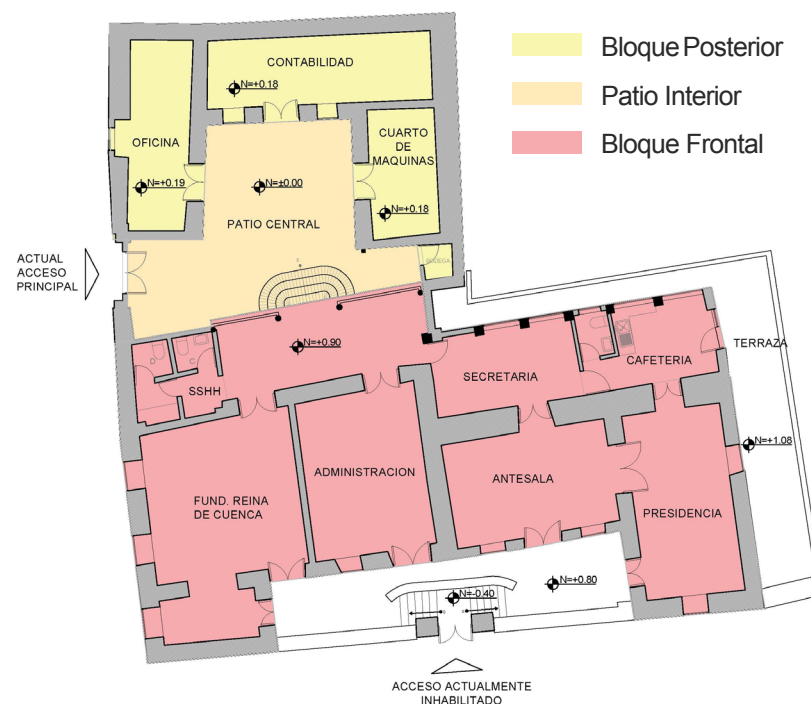 Bloque Posterior
Patio Interior
Bloque Frontal
CONTABILIDAD
N=+0.18
OFICINA
N=+0.19
CUARTO
DE
MAQUINAS
N=+0.18
N=±0.00
PATIO CENTRAL
BODEGA
ACTUAL
ACCESO
PRINCIPAL
N=+0.90
SSHH
SECRETARIA
CAFETERIA
TERRAZA
N=+1.08
FUND. REINA
DE CUENCA
ADMINISTRACION
ANTESALA
PRESIDENCIA
N=-0.40
N=+0.80
ACCESO ACTUALMENTE
INHABILITADO